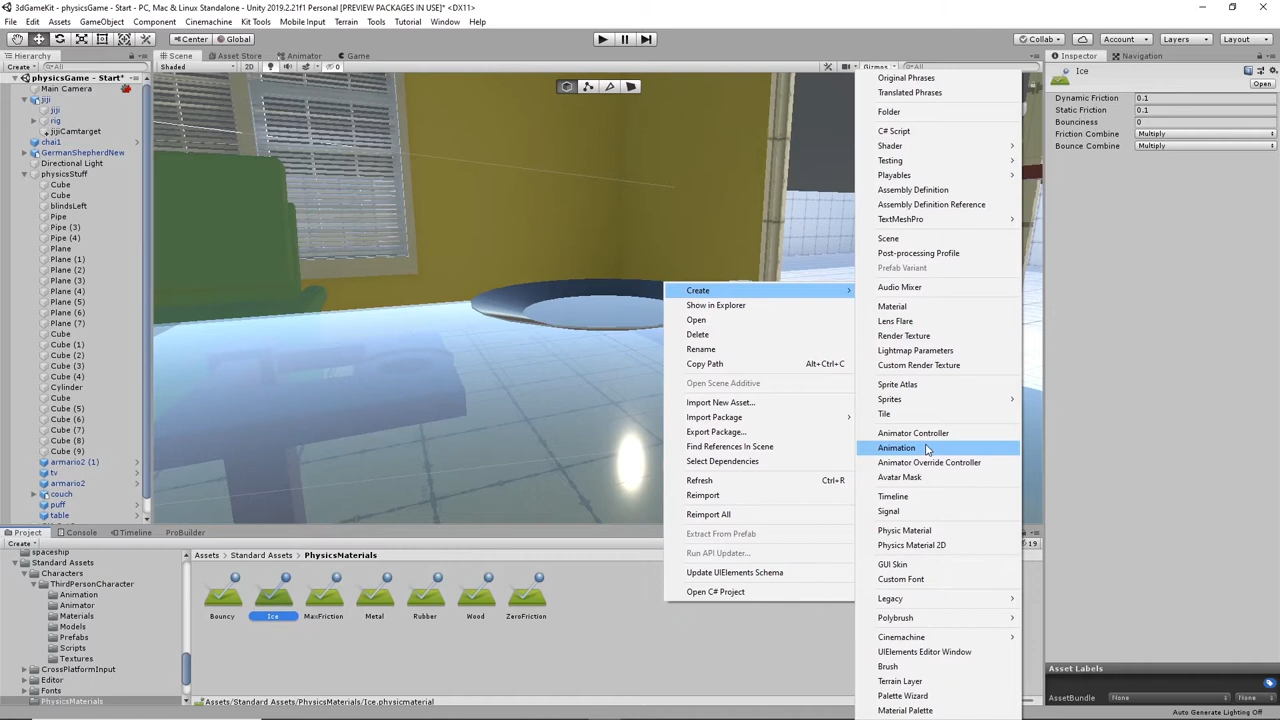 3dGameKit - physicsGame - Start - PC, Mac & Linux Standalone - Unity 2019.2.21f1 Personal [PREVIEW PACKAGES IN USE]* <DX11>
File Edit Assets GameObject Component Cinemachine Kit Tools Mobile Input Terrain Tools Tutorial Window Help
Center Global Collab Account Layers Layout
Hierarchy Scene Asset Store Animator Game Inspector Navigation
Create All Shaded 2D 0 Gizmos All
physicsGame - Start*
Main Camera
jiji
jiji
rig
jijiCamtarget
chai1
GermanShepherdNew
Directional Light
physicsStuff
Cube
Cube
blindsLeft
Pipe
Pipe (3)
Pipe (4)
Plane
Plane (1)
Plane (2)
Plane (3)
Plane (4)
Plane (5)
Plane (6)
Plane (7)
Cube
Cube (1)
Cube (2)
Cube (3)
Cube (4)
Cylinder
Cube
Cube (5)
Cube (6)
Cube (7)
Cube (8)
Cube (9)
armario2 (1)
tv
armario2
couch
puff
table
Create
Show in Explorer
Open
Delete
Rename
Copy Path Alt+Ctrl+C
Open Scene Additive
Import New Asset...
Import Package
Export Package...
Find References In Scene
Select Dependencies
Refresh Ctrl+R
Reimport
Reimport All
Extract From Prefab
Run API Updater...
Update UIElements Schema
Open C# Project
Original Phrases
Translated Phrases
Folder
C# Script
Shader
Testing
Playables
Assembly Definition
Assembly Definition Reference
TextMeshPro
Scene
Post-processing Profile
Prefab Variant
Audio Mixer
Material
Lens Flare
Render Texture
Lightmap Parameters
Custom Render Texture
Sprite Atlas
Sprites
Tile
Animator Controller
Animation
Animator Override Controller
Avatar Mask
Timeline
Signal
Physic Material
Physics Material 2D
GUI Skin
Custom Font
Legacy
Polybrush
Cinemachine
UIElements Editor Window
Brush
Terrain Layer
Palette Wizard
Material Palette
Ice
Open
Dynamic Friction 0.1
Static Friction 0.1
Bounciness 0
Friction Combine Multiply
Bounce Combine Multiply
Project Console Timeline ProBuilder
Create 19
spaceship
Standard Assets
Characters
ThirdPersonCharacter
Animation
Animator
Materials
Models
Prefabs
Scripts
Textures
CrossPlatformInput
Editor
Fonts
PhysicsMaterials
Assets Standard Assets PhysicsMaterials
Bouncy Ice MaxFriction Metal Rubber Wood ZeroFriction
Assets/Standard Assets/PhysicsMaterials/Ice.physicmaterial
Asset Labels
AssetBundle None None
Auto Generate Lighting Off